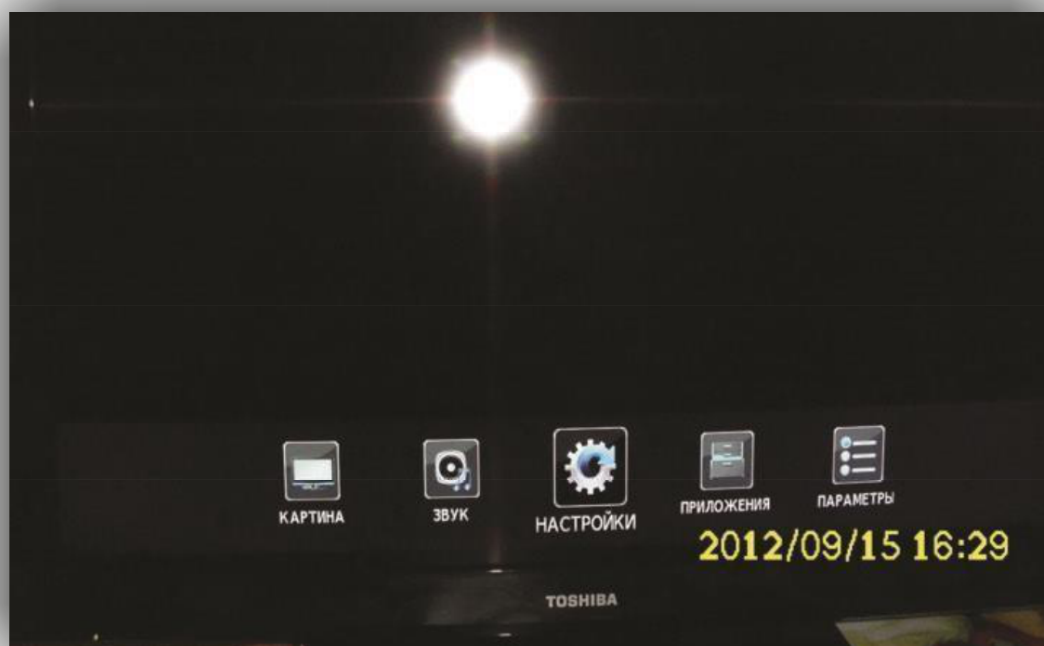 КАРТИНА
ЗВУК
НАСТРОЙКИ
ПРИЛОЖЕНИЯ
ПАРАМЕТРЫ
2012/09/15 16:29
TOSHIBA